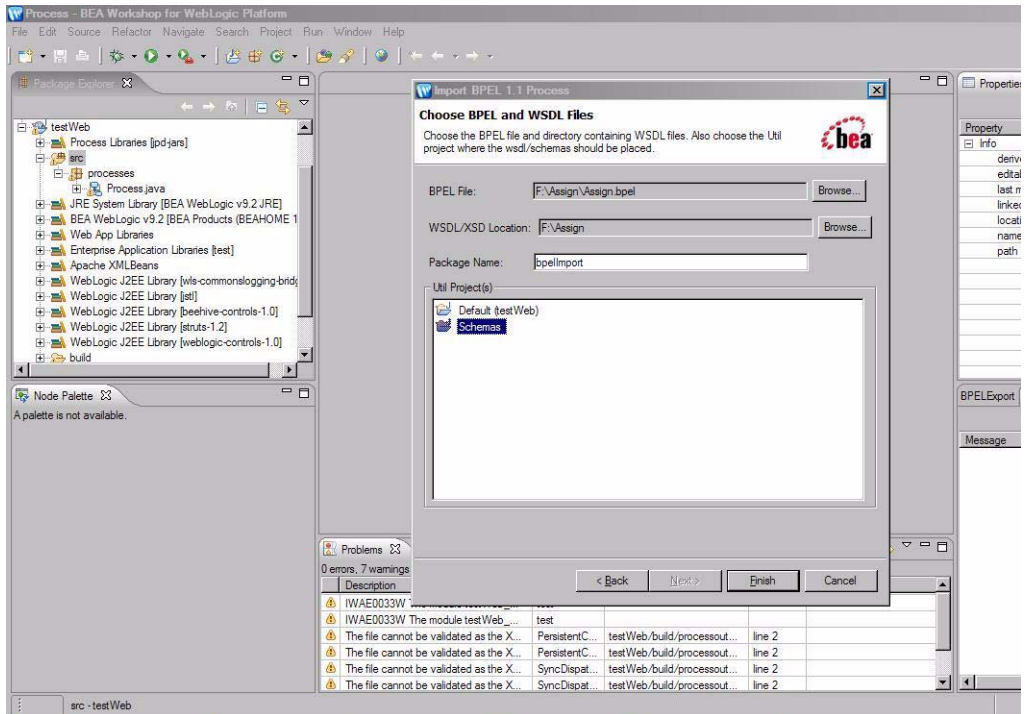 Process - BEA Workshop for WebLogic Platform
File Edit Source Refactor Navigate Search Project Run Window Help
Package Explorer
testWeb
Process Libraries [jpd-jars]
src
processes
Process.java
JRE System Library [BEA WebLogic v9.2 JRE]
BEA WebLogic v9.2 [BEA Products (BEAHOME 1
Web App Libraries
Enterprise Application Libraries [test]
Apache XMLBeans
WebLogic J2EE Library [wls-commonslogging-bridg
WebLogic J2EE Library [jstl]
WebLogic J2EE Library [beehive-controls-1.0]
WebLogic J2EE Library [struts-1.2]
WebLogic J2EE Library [weblogic-controls-1.0]
build
Node Palette
A palette is not available.
Import BPEL 1.1 Process
Choose BPEL and WSDL Files
Choose the BPEL file and directory containing WSDL files. Also choose the Util
project where the wsdl/schemas should be placed.
bea
BPEL File: F:\Assign\Assign.bpel Browse...
WSDL/XSD Location: F:\Assign Browse...
Package Name: bpelImport
Util Project(s)
Default (testWeb)
Schemas
< Back Next > Finish Cancel
Properties
Property
Info
derive
edital
last m
linked
locati
name
path
BPELExport
Message
Problems
0 errors, 7 warnings
Description
IWAE0033W
IWAE0033W The module testWeb_... test
The file cannot be validated as the X... PersistentC... testWeb/build/processout... line 2
The file cannot be validated as the X... PersistentC... testWeb/build/processout... line 2
The file cannot be validated as the X... SyncDispat... testWeb/build/processout... line 2
The file cannot be validated as the X... SyncDispat... testWeb/build/processout... line 2
src - testWeb